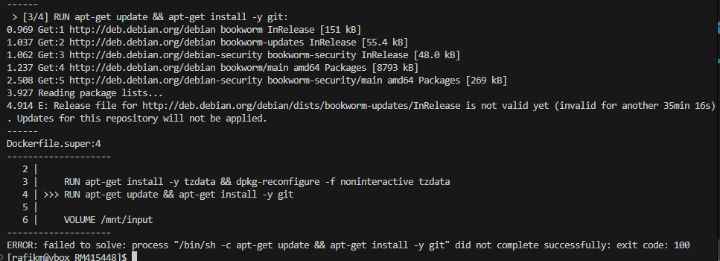 ------
> [3/4] RUN apt-get update && apt-get install -y git:
0.969 Get:1 http://deb.debian.org/debian bookworm InRelease [151 kB]
1.037 Get:2 http://deb.debian.org/debian bookworm-updates InRelease [55.4 kB]
1.062 Get:3 http://deb.debian.org/debian-security bookworm-security InRelease [48.0 kB]
1.237 Get:4 http://deb.debian.org/debian bookworm/main amd64 Packages [8793 kB]
2.508 Get:5 http://deb.debian.org/debian-security bookworm-security/main amd64 Packages [269 kB]
3.927 Reading package lists...
4.914 E: Release file for http://deb.debian.org/debian/dists/bookworm-updates/InRelease is not valid yet (invalid for another 35min 16s)
. Updates for this repository will not be applied.
------
Dockerfile.super:4
--------------------
2 |
3 | RUN apt-get install -y tzdata && dpkg-reconfigure -f noninteractive tzdata
4 | >>> RUN apt-get update && apt-get install -y git
5 |
6 | VOLUME /mnt/input
--------------------
ERROR: failed to solve: process "/bin/sh -c apt-get update && apt-get install -y git" did not complete successfully: exit code: 100
[rafikm@vbox RM415448]$